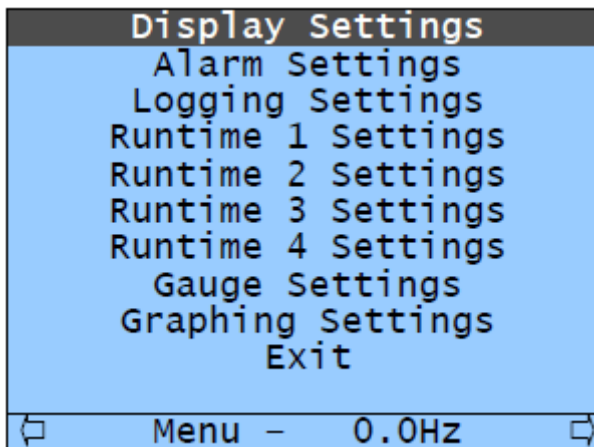 Display Settings
Alarm Settings
Logging Settings
Runtime 1 Settings
Runtime 2 Settings
Runtime 3 Settings
Runtime 4 Settings
Gauge Settings
Graphing Settings
Exit
Menu – 0.0Hz